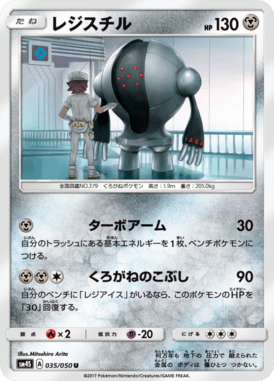 たね レジスチル HP 130
全国図鑑NO.379 くろがねポケモン 高さ：1.9m 重さ：205.0kg
ターボアーム 30
自分のトラッシュにある基本エネルギーを1枚、ベンチポケモンに
つける。
くろがねのこぶし 90
自分のベンチに「レジアイス」がいるなら、このポケモンのHPを
「30」回復する。
弱点 ×2 抵抗力 -20 にげる
Illus. Mitsuhiro Arita
SM4S A 035/050 U
©2017 Pokémon/Nintendo/Creatures/GAME FREAK.